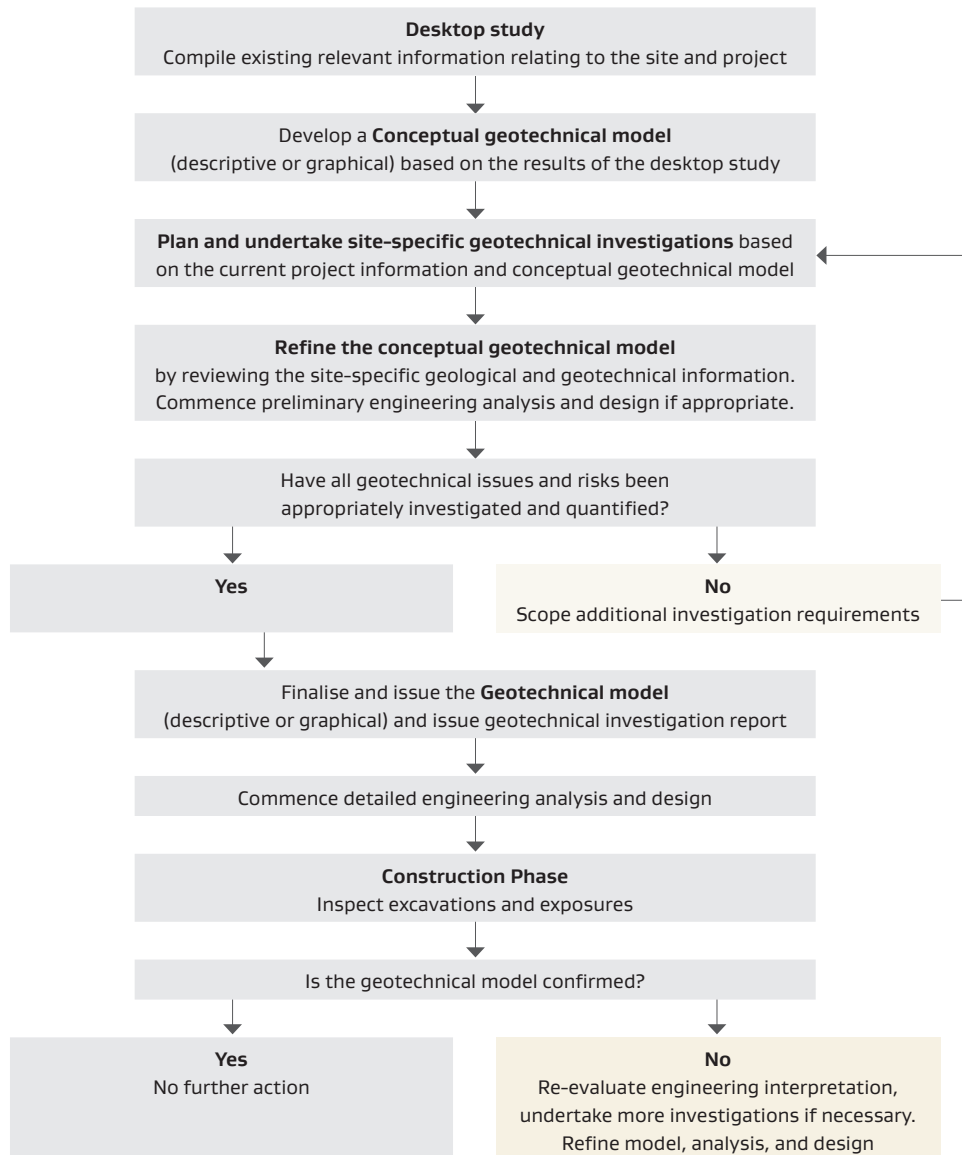 Desktop study
Compile existing relevant information relating to the site and project
Develop a Conceptual geotechnical model
(descriptive or graphical) based on the results of the desktop study
Plan and undertake site-specific geotechnical investigations based
on the current project information and conceptual geotechnical model
Refine the conceptual geotechnical model
by reviewing the site-specific geological and geotechnical information.
Commence preliminary engineering analysis and design if appropriate.
Have all geotechnical issues and risks been
appropriately investigated and quantified?
Yes
No
Scope additional investigation requirements
Finalise and issue the Geotechnical model
(descriptive or graphical) and issue geotechnical investigation report
Commence detailed engineering analysis and design
Construction Phase
Inspect excavations and exposures
Is the geotechnical model confirmed?
Yes
No further action
No
Re-evaluate engineering interpretation,
undertake more investigations if necessary.
Refine model, analysis, and design